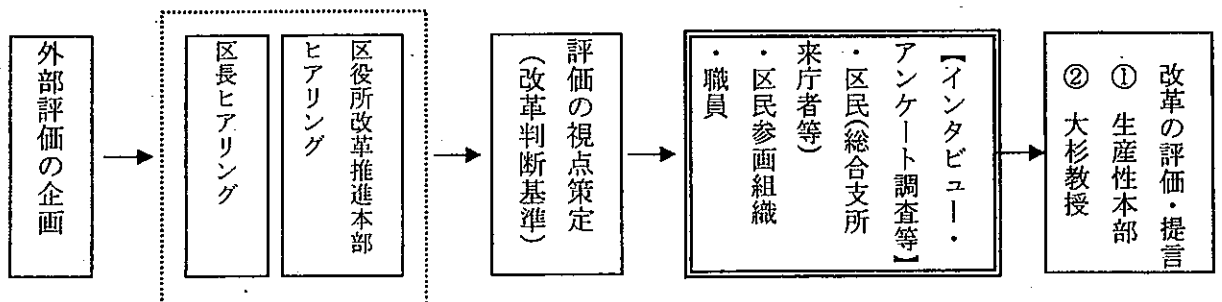 外部評価の企画
区役所改革推進本部
ヒアリング
区長ヒアリング
評価の視点策定
(改革判断基準)
【インタビュー・
アンケート調査等】
・区民(総合支所
来庁者等)
・区民参画組織
・職員
改革の評価・提言
① 生産性本部
② 大杉教授